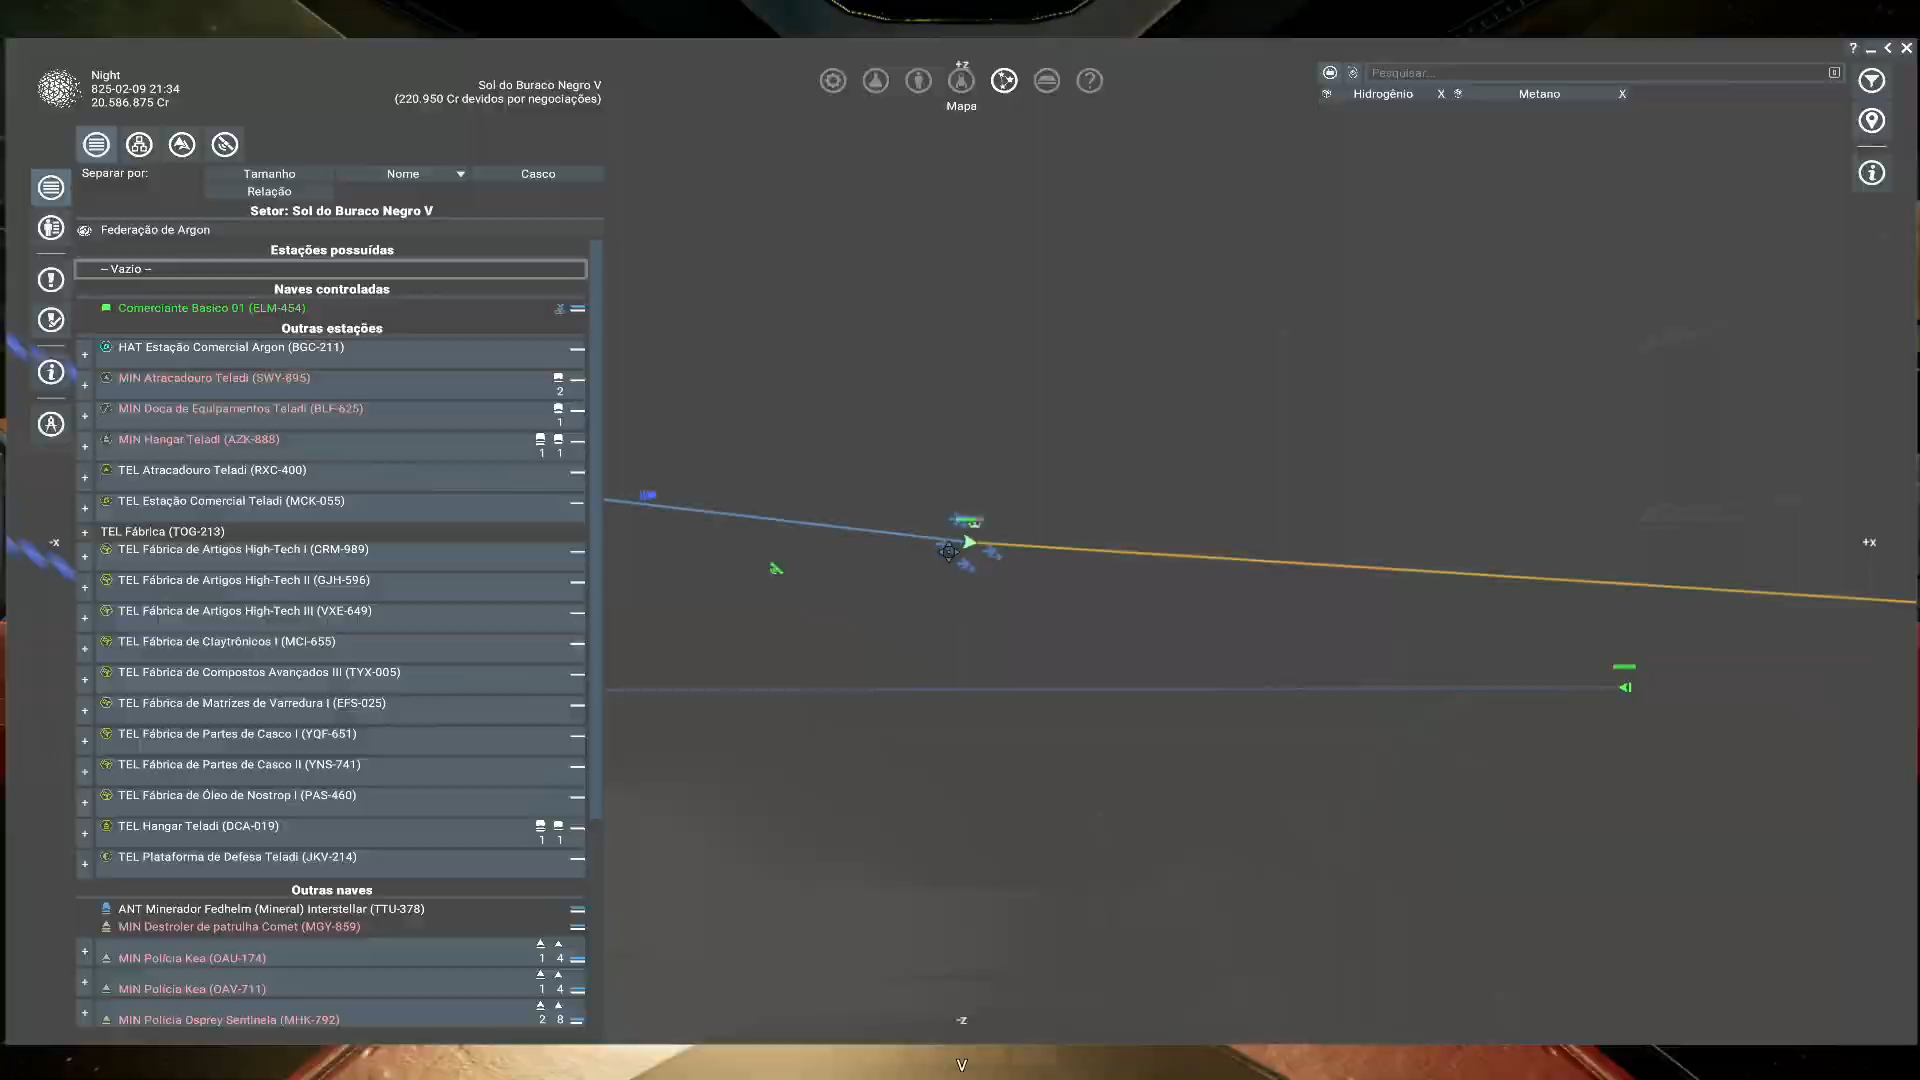 Night
825-02-09 21:34
20.586.875 Cr
Sol do Buraco Negro V
(220.950 Cr devidos por negociações)
+z
Mapa
Pesquisar...
Hidrogênio X
Metano X
? _ < X
Separar por:
Tamanho
Nome
Casco
Relação
Setor: Sol do Buraco Negro V
Federação de Argon
Estações possuídas
-- Vazio --
Naves controladas
Comerciante Basico 01 (ELM-454)
Outras estações
+ HAT Estação Comercial Argon (BGC-211)
+ MIN Atracadouro Teladi (SWY-895)
2
+ MIN Doca de Equipamentos Teladi (BLF-625)
1
+ MIN Hangar Teladi (AZK-888)
1 1
+ TEL Atracadouro Teladi (RXC-400)
+ TEL Estação Comercial Teladi (MCK-055)
+ TEL Fábrica (TOG-213)
+ TEL Fábrica de Artigos High-Tech I (CRM-989)
+ TEL Fábrica de Artigos High-Tech II (GJH-596)
+ TEL Fábrica de Artigos High-Tech III (VXE-649)
+ TEL Fábrica de Claytrônicos I (MCI-655)
+ TEL Fábrica de Compostos Avançados III (TYX-005)
+ TEL Fábrica de Matrizes de Varredura I (EFS-025)
+ TEL Fábrica de Partes de Casco I (YQF-651)
+ TEL Fábrica de Partes de Casco II (YNS-741)
+ TEL Fábrica de Óleo de Nostrop I (PAS-460)
+ TEL Hangar Teladi (DCA-019)
1 1
+ TEL Plataforma de Defesa Teladi (JKV-214)
Outras naves
ANT Minerador Fedhelm (Mineral) Interstellar (TTU-378)
MIN Destroler de patrulha Comet (MGY-859)
+ MIN Polícia Kea (OAU-174) 1 4
+ MIN Polícia Kea (OAV-711) 1 4
+ MIN Polícia Osprey Sentinela (MHK-792) 2 8
-x
+x
-z
V